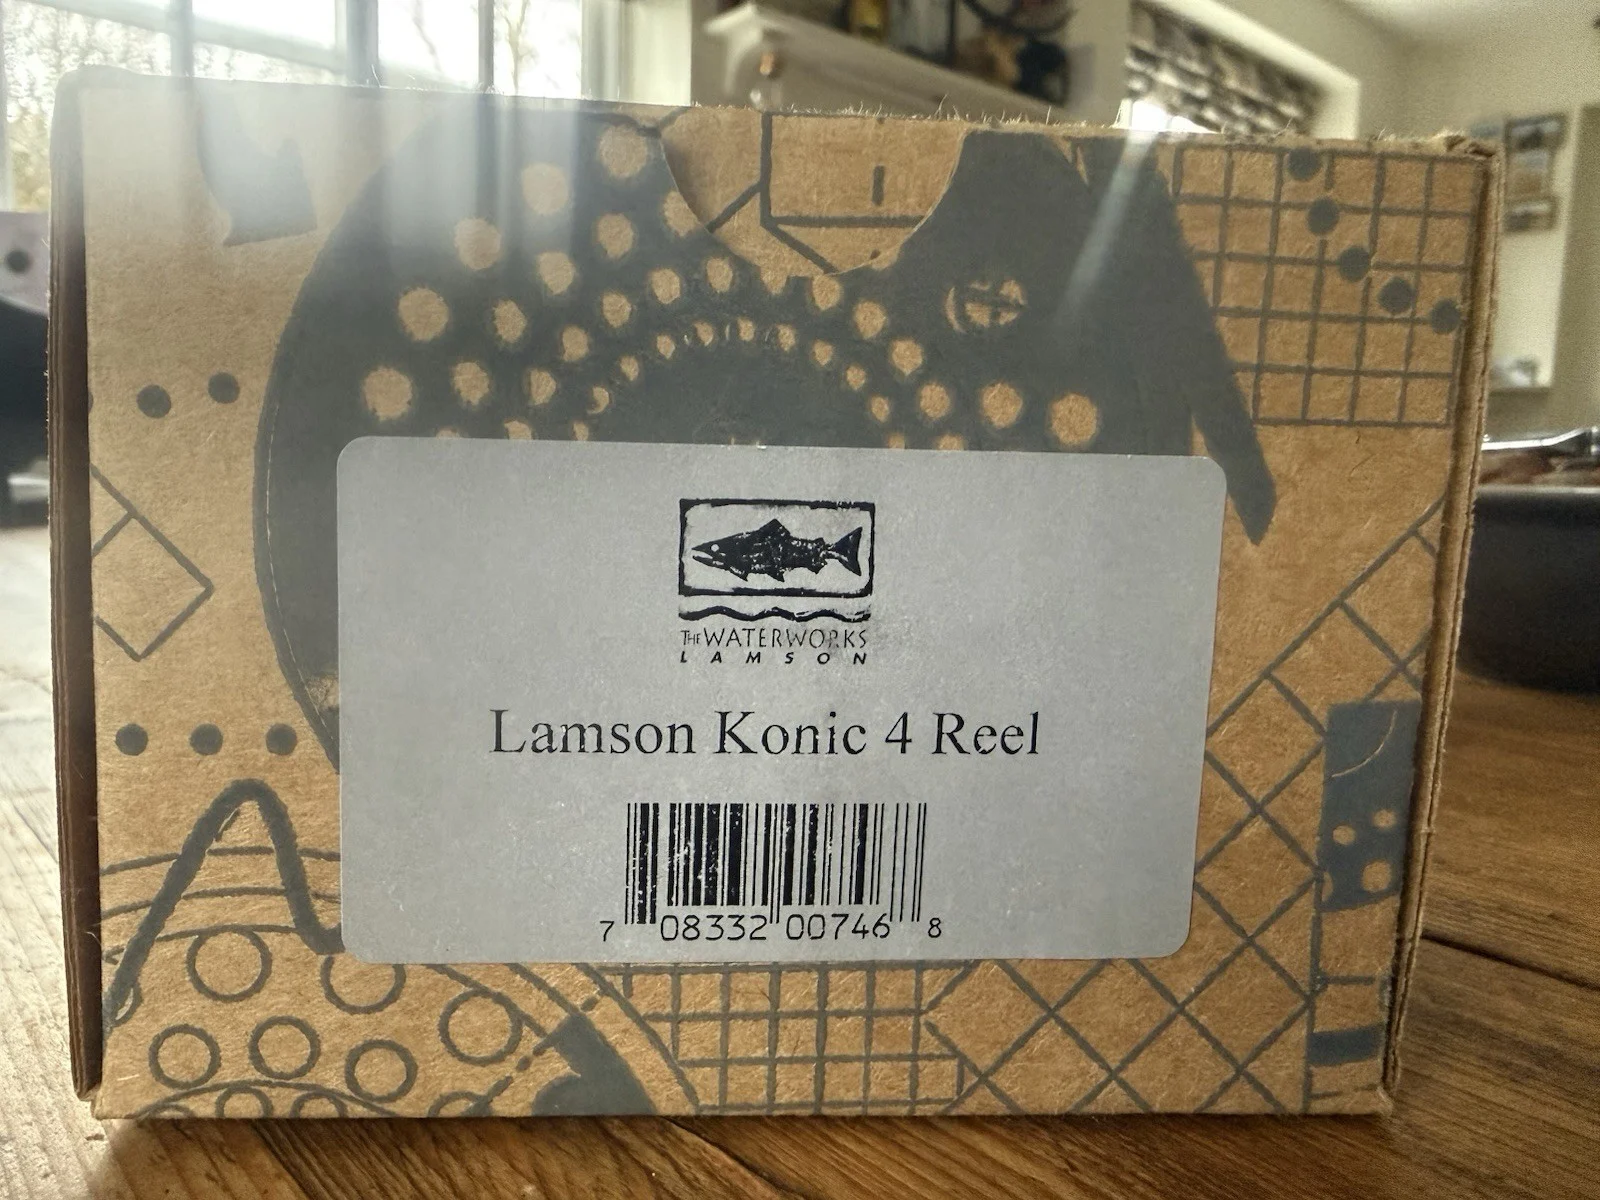 THE WATERWORKS
LAMSON
Lamson Konic 4 Reel
7 08332 00746 8